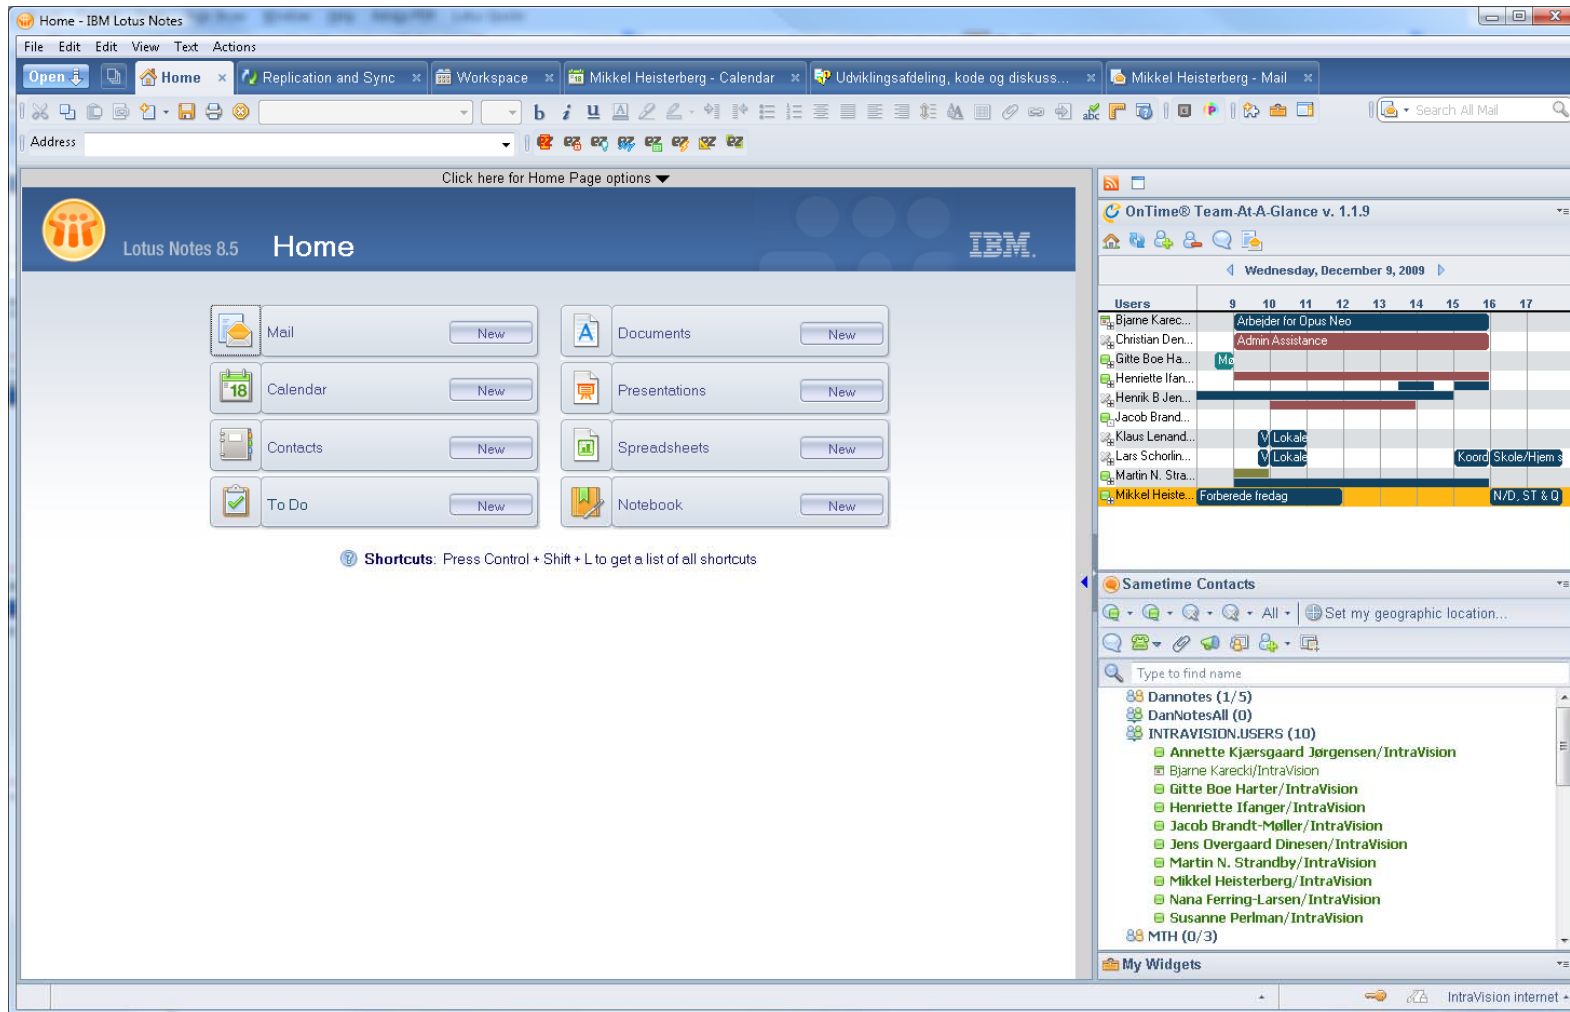 Home - IBM Lotus Notes
File Edit Edit View Text Actions
Open Home Replication and Sync Workspace Mikkel Heisterberg - Calendar Udviklingsafdeling, kode og diskuss... Mikkel Heisterberg - Mail
Search All Mail
Address
Click here for Home Page options
Lotus Notes 8.5 Home IBM.
Mail New Documents New
Calendar New Presentations New
Contacts New Spreadsheets New
To Do New Notebook New
Shortcuts: Press Control + Shift + L to get a list of all shortcuts
OnTime® Team-At-A-Glance v. 1.1.9
Wednesday, December 9, 2009
Users 9 10 11 12 13 14 15 16 17
Bjarne Karec... Arbejder for Opus Neo
Christian Den... Admin Assistance
Gitte Boe Ha... Mø
Henriette Ifan...
Henrik B Jen...
Jacob Brand...
Klaus Lenand... V Lokale
Lars Schorlin... V Lokale Koord Skole/Hjem s
Martin N. Stra...
Mikkel Heiste... Forberede fredag N/D, ST & Q
Sametime Contacts
All Set my geographic location...
Type to find name
Dannotes (1/5)
DanNotesAll (0)
INTRAVISION.USERS (10)
Annette Kjærsgaard Jørgensen/IntraVision
Bjarne Karecki/IntraVision
Gitte Boe Harter/IntraVision
Henriette Ifanger/IntraVision
Jacob Brandt-Møller/IntraVision
Jens Overgaard Dinesen/IntraVision
Martin N. Strandby/IntraVision
Mikkel Heisterberg/IntraVision
Nana Ferring-Larsen/IntraVision
Susanne Perlman/IntraVision
MTH (0/3)
My Widgets
IntraVision internet